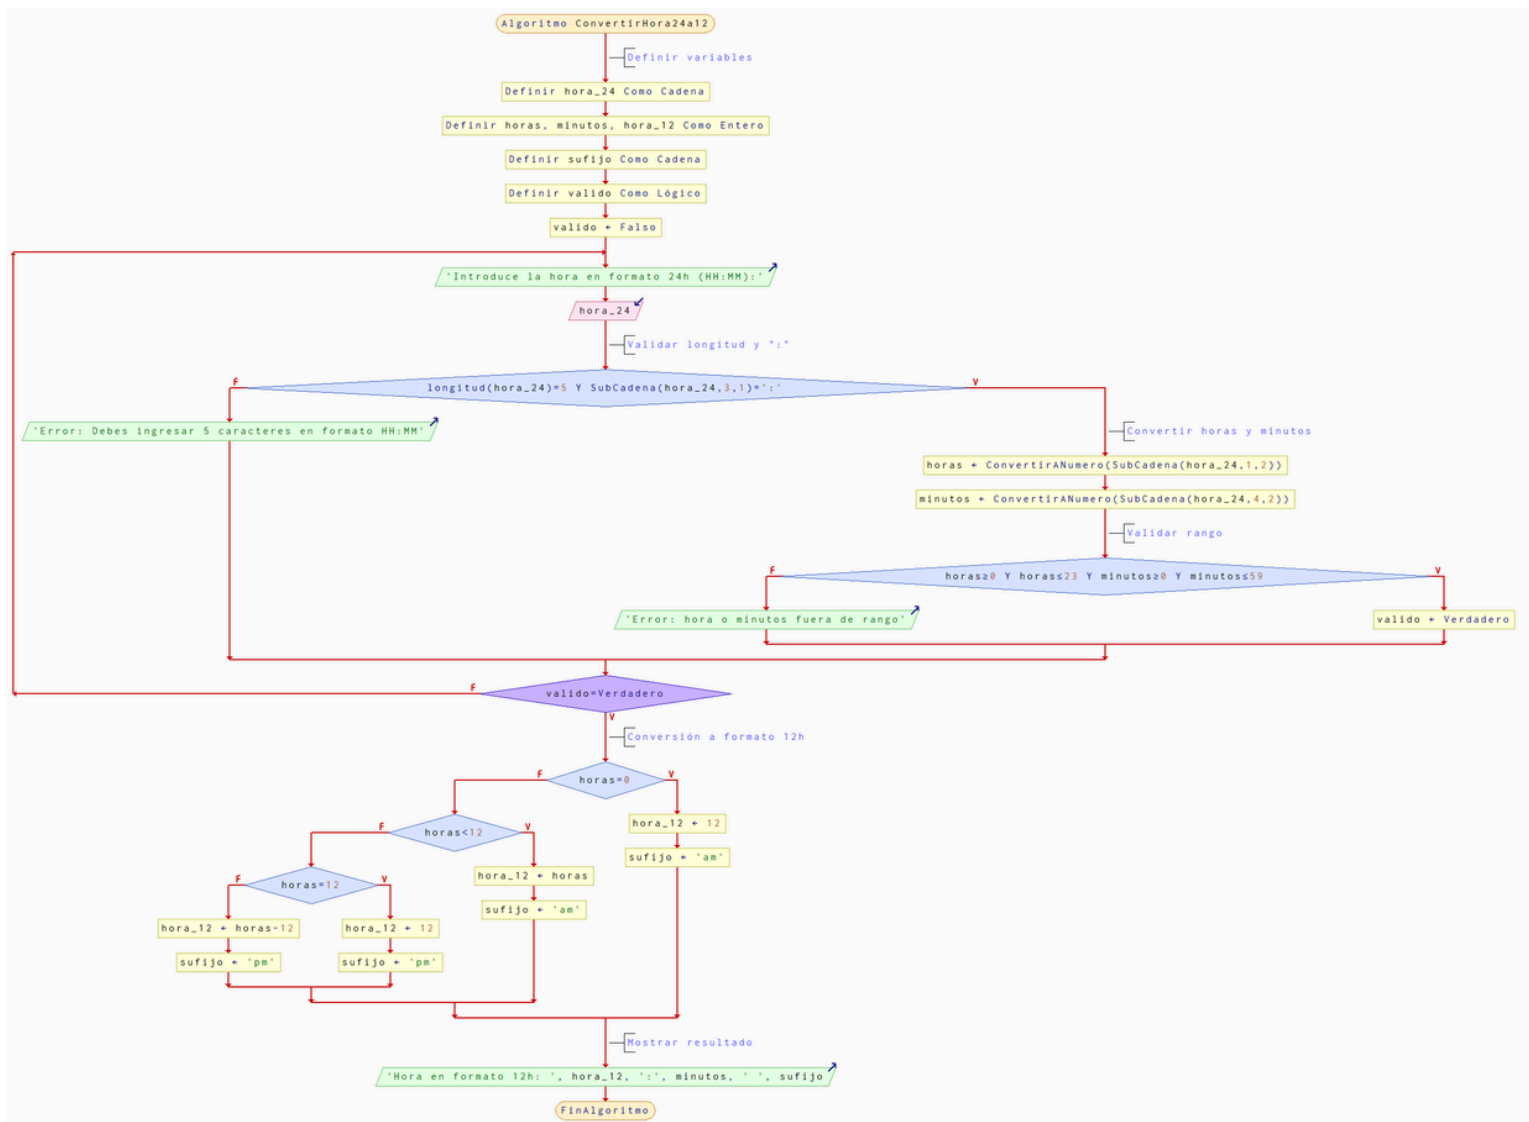 Algoritmo ConvertirHora24a12
Definir variables
Definir hora_24 Como Cadena
Definir horas, minutos, hora_12 Como Entero
Definir sufijo Como Cadena
Definir valido Como Lógico
valido ← Falso
'Introduce la hora en formato 24h (HH:MM):'
hora_24
Validar longitud y ":"
F
longitud(hora_24)=5 Y SubCadena(hora_24,3,1)=':'
V
'Error: Debes ingresar 5 caracteres en formato HH:MM'
Convertir horas y minutos
horas ← ConvertirANumero(SubCadena(hora_24,1,2))
minutos ← ConvertirANumero(SubCadena(hora_24,4,2))
Validar rango
F
horas≥0 Y horas≤23 Y minutos≥0 Y minutos≤59
V
'Error: hora o minutos fuera de rango'
valido ← Verdadero
F
valido=Verdadero
V
Conversión a formato 12h
F
horas=0
V
hora_12 ← 12
sufijo ← 'am'
F
horas<12
V
hora_12 ← horas
sufijo ← 'am'
F
horas=12
V
hora_12 ← horas-12
hora_12 ← 12
sufijo ← 'pm'
sufijo ← 'pm'
Mostrar resultado
'Hora en formato 12h: ', hora_12, ':', minutos, ' ', sufijo
FinAlgoritmo